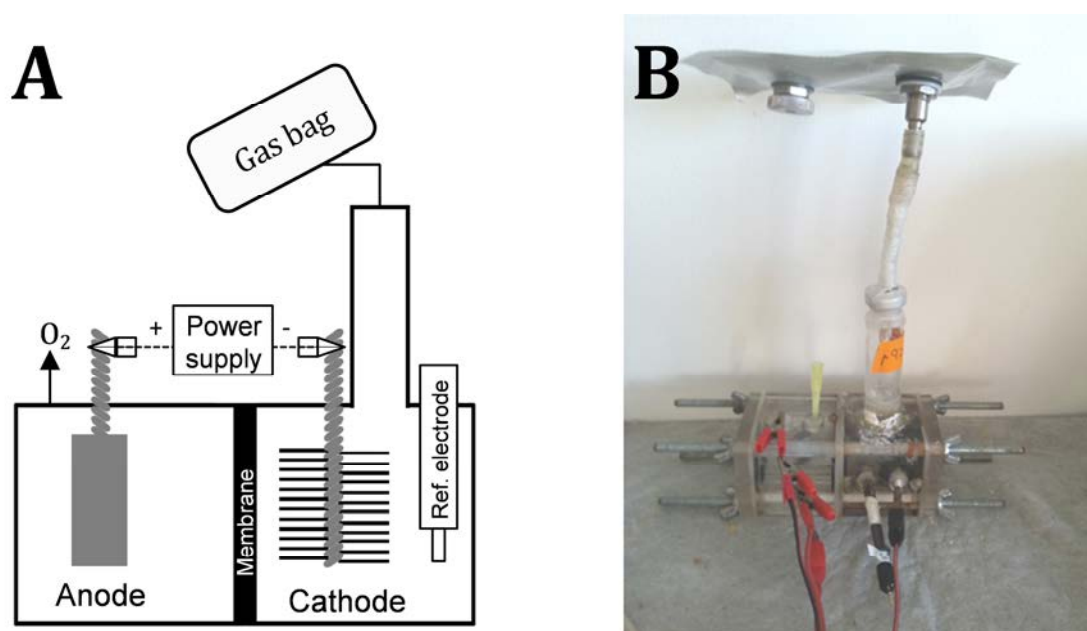 A
B
Gas bag
O₂
+
Power
supply
-
Membrane
Ref. electrode
Anode
Cathode